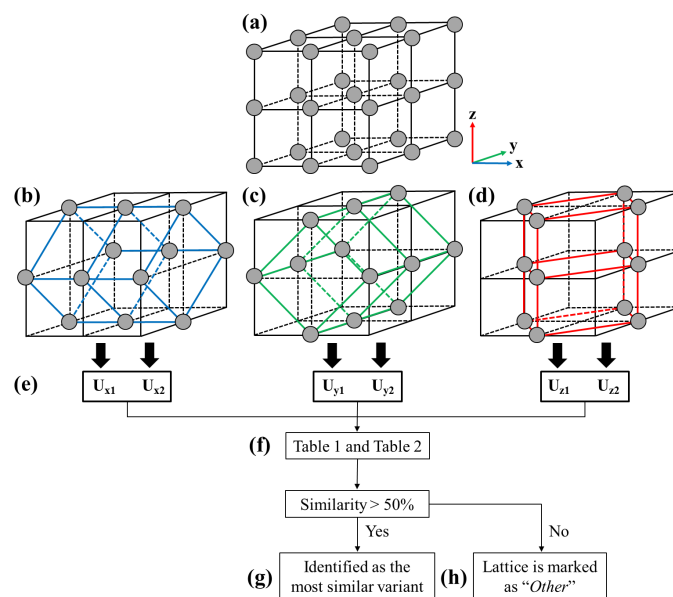 (a)
z
y
x
(b)
(c)
(d)
(e)
Ux1 Ux2
Uy1 Uy2
Uz1 Uz2
(f)
Table 1 and Table 2
Similarity > 50%
Yes
No
(g)
Identified as the
most similar variant
(h)
Lattice is marked
as “Other”